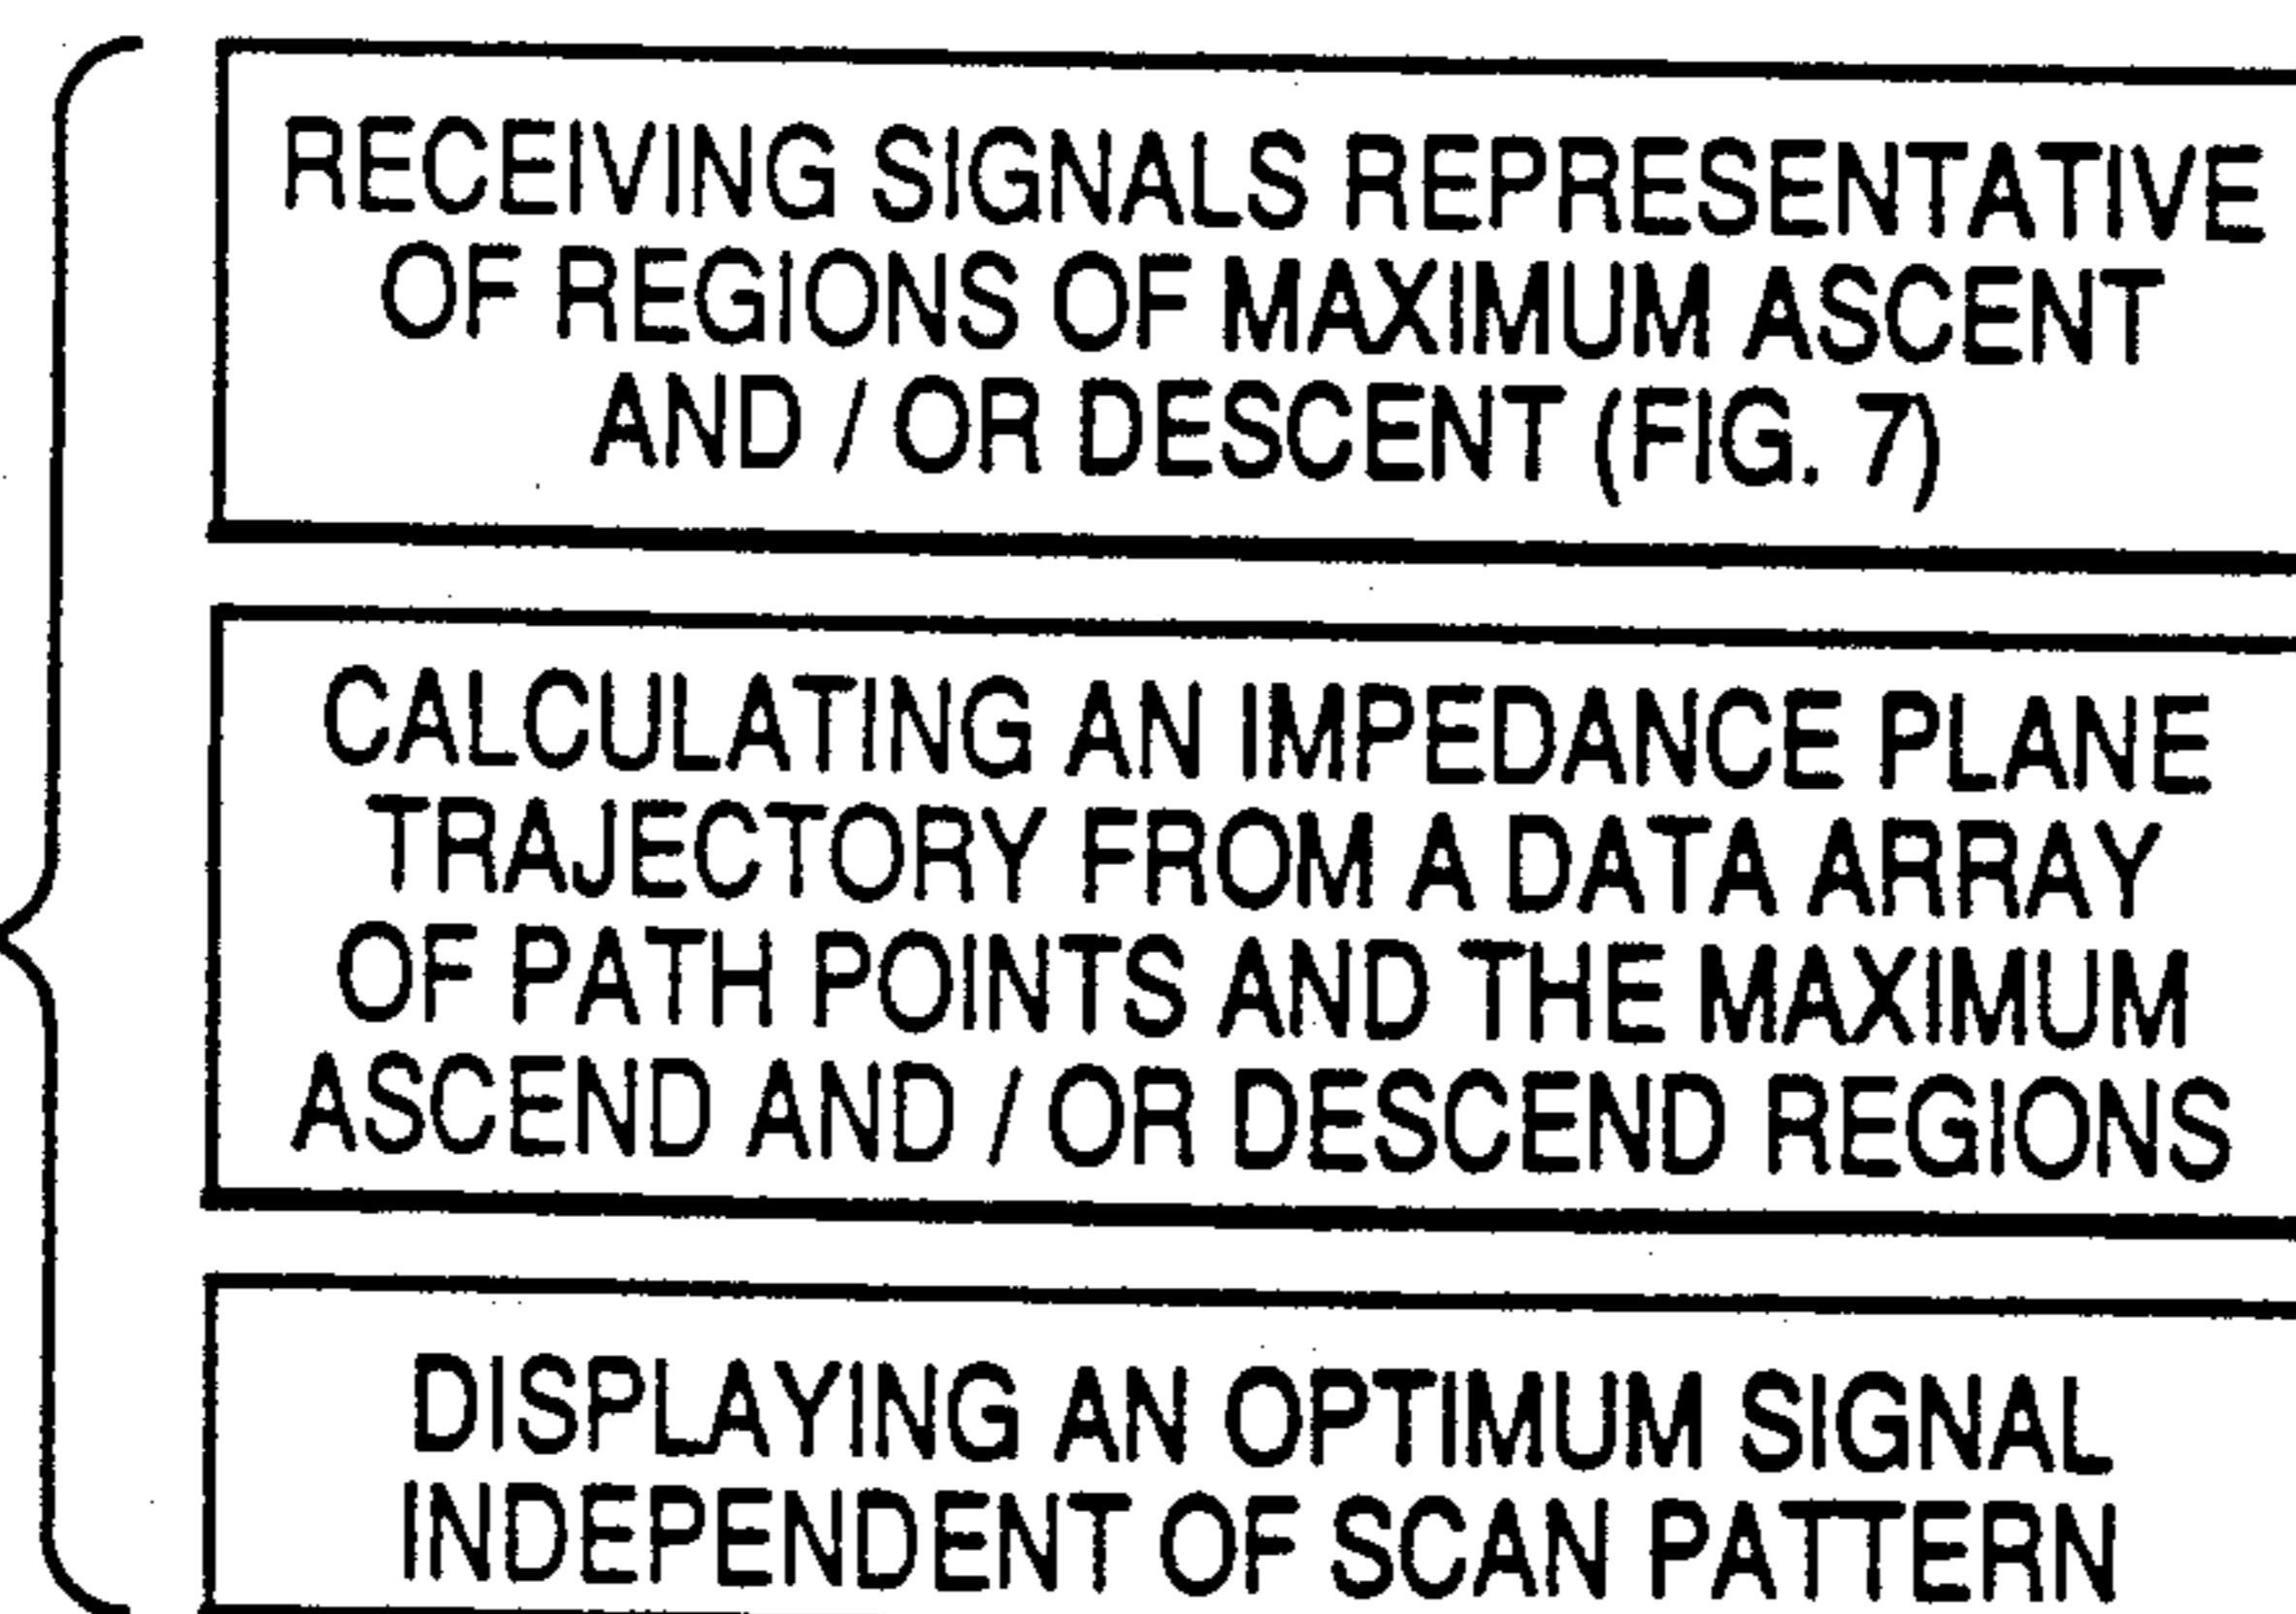 RECEIVING SIGNALS REPRESENTATIVE
OF REGIONS OF MAXIMUM ASCENT
AND / OR DESCENT (FIG. 7)
CALCULATING AN IMPEDANCE PLANE
TRAJECTORY FROM A DATA ARRAY
OF PATH POINTS AND THE MAXIMUM
ASCEND AND / OR DESCEND REGIONS
DISPLAYING AN OPTIMUM SIGNAL
INDEPENDENT OF SCAN PATTERN